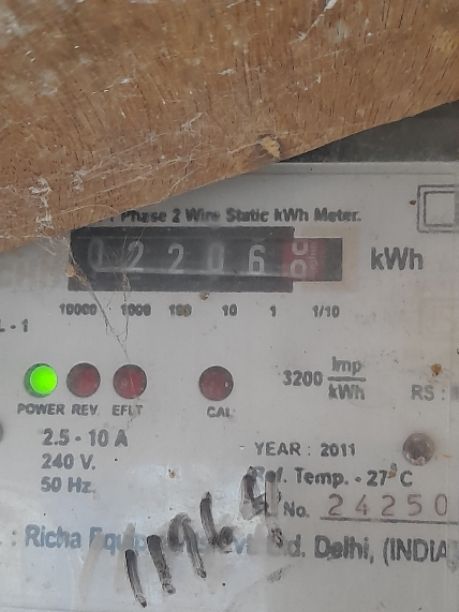 Phase 2 Wire Static kWh Meter.
02206 kWh
10000 1000 100 10 1 1/10
L - 1
3200 Imp/kWh
RS :
POWER REV. EFLT CAL
2.5 - 10 A
240 V.
50 Hz.
YEAR : 2011
Ref. Temp. - 27°C
No. 24250
: Richa Delhi, (INDIA